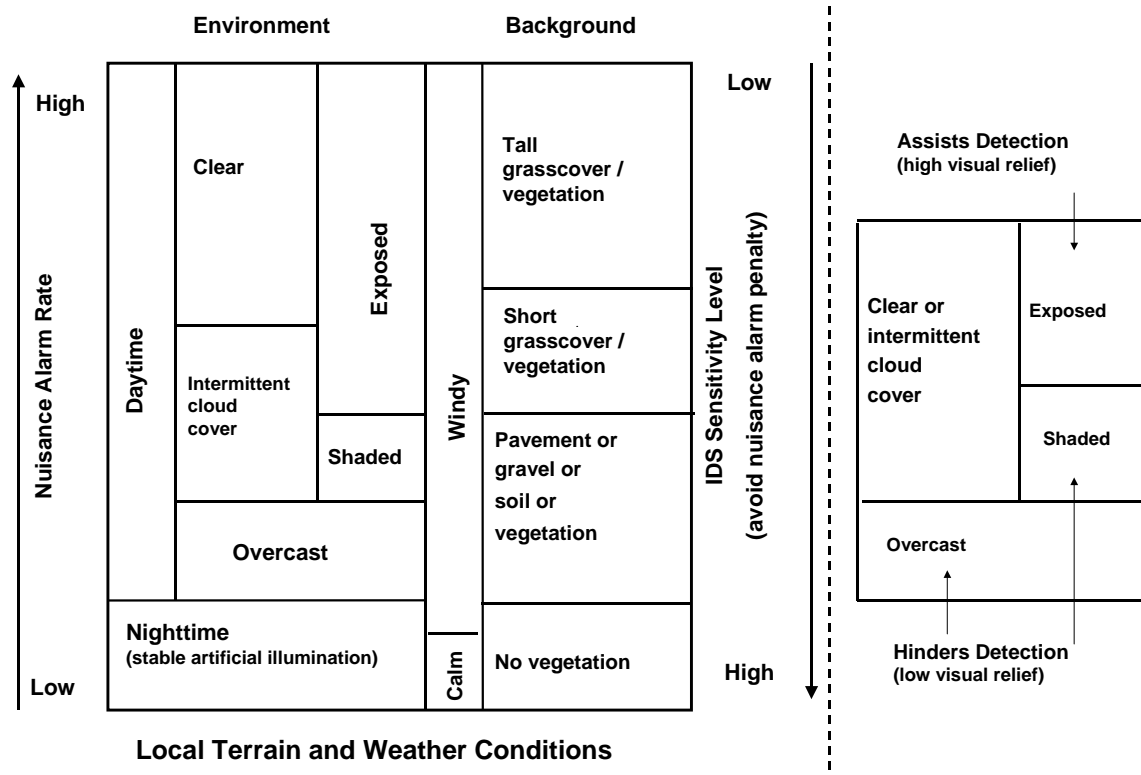 Environment
Background
High
Low
Nuisance Alarm Rate
Daytime
Clear
Intermittent
cloud
cover
Exposed
Shaded
Overcast
Nighttime
(stable artificial illumination)
Windy
Calm
Tall
grasscover /
vegetation
Short
grasscover /
vegetation
Pavement or
gravel or
soil or
vegetation
No vegetation
Low
High
IDS Sensitivity Level
(avoid nuisance alarm penalty)
Local Terrain and Weather Conditions
Assists Detection
(high visual relief)
Clear or
intermittent
cloud
cover
Exposed
Shaded
Overcast
Hinders Detection
(low visual relief)